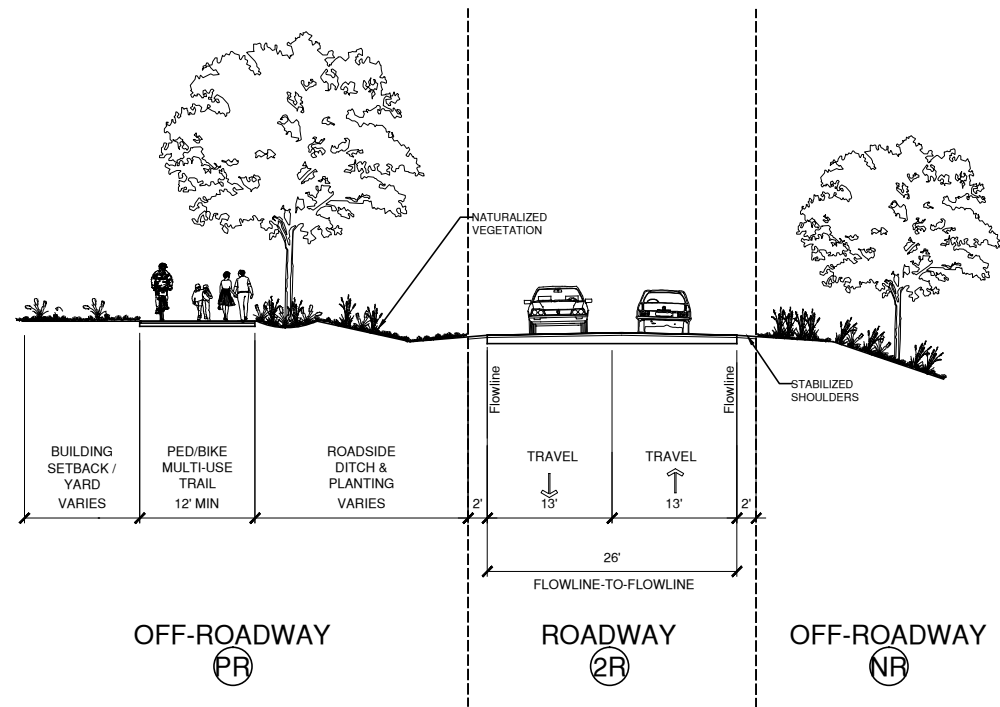 NATURALIZED
VEGETATION
STABILIZED
SHOULDERS
Flowline
Flowline
BUILDING
SETBACK /
YARD
VARIES
PED/BIKE
MULTI-USE
TRAIL
12' MIN
ROADSIDE
DITCH &
PLANTING
VARIES
2'
TRAVEL
13'
TRAVEL
13'
2'
26'
FLOWLINE-TO-FLOWLINE
OFF-ROADWAY
PR
ROADWAY
2R
OFF-ROADWAY
NR